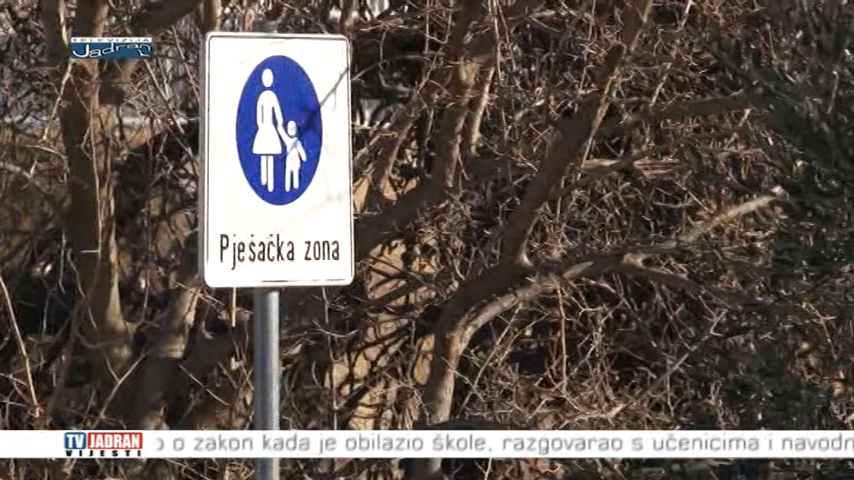 TELEVIZIJA
Jadran
Pješačka zona
TV JADRAN
VIJESTI
o zakon kada je obilazio škole, razgovarao s učenicima i navodn